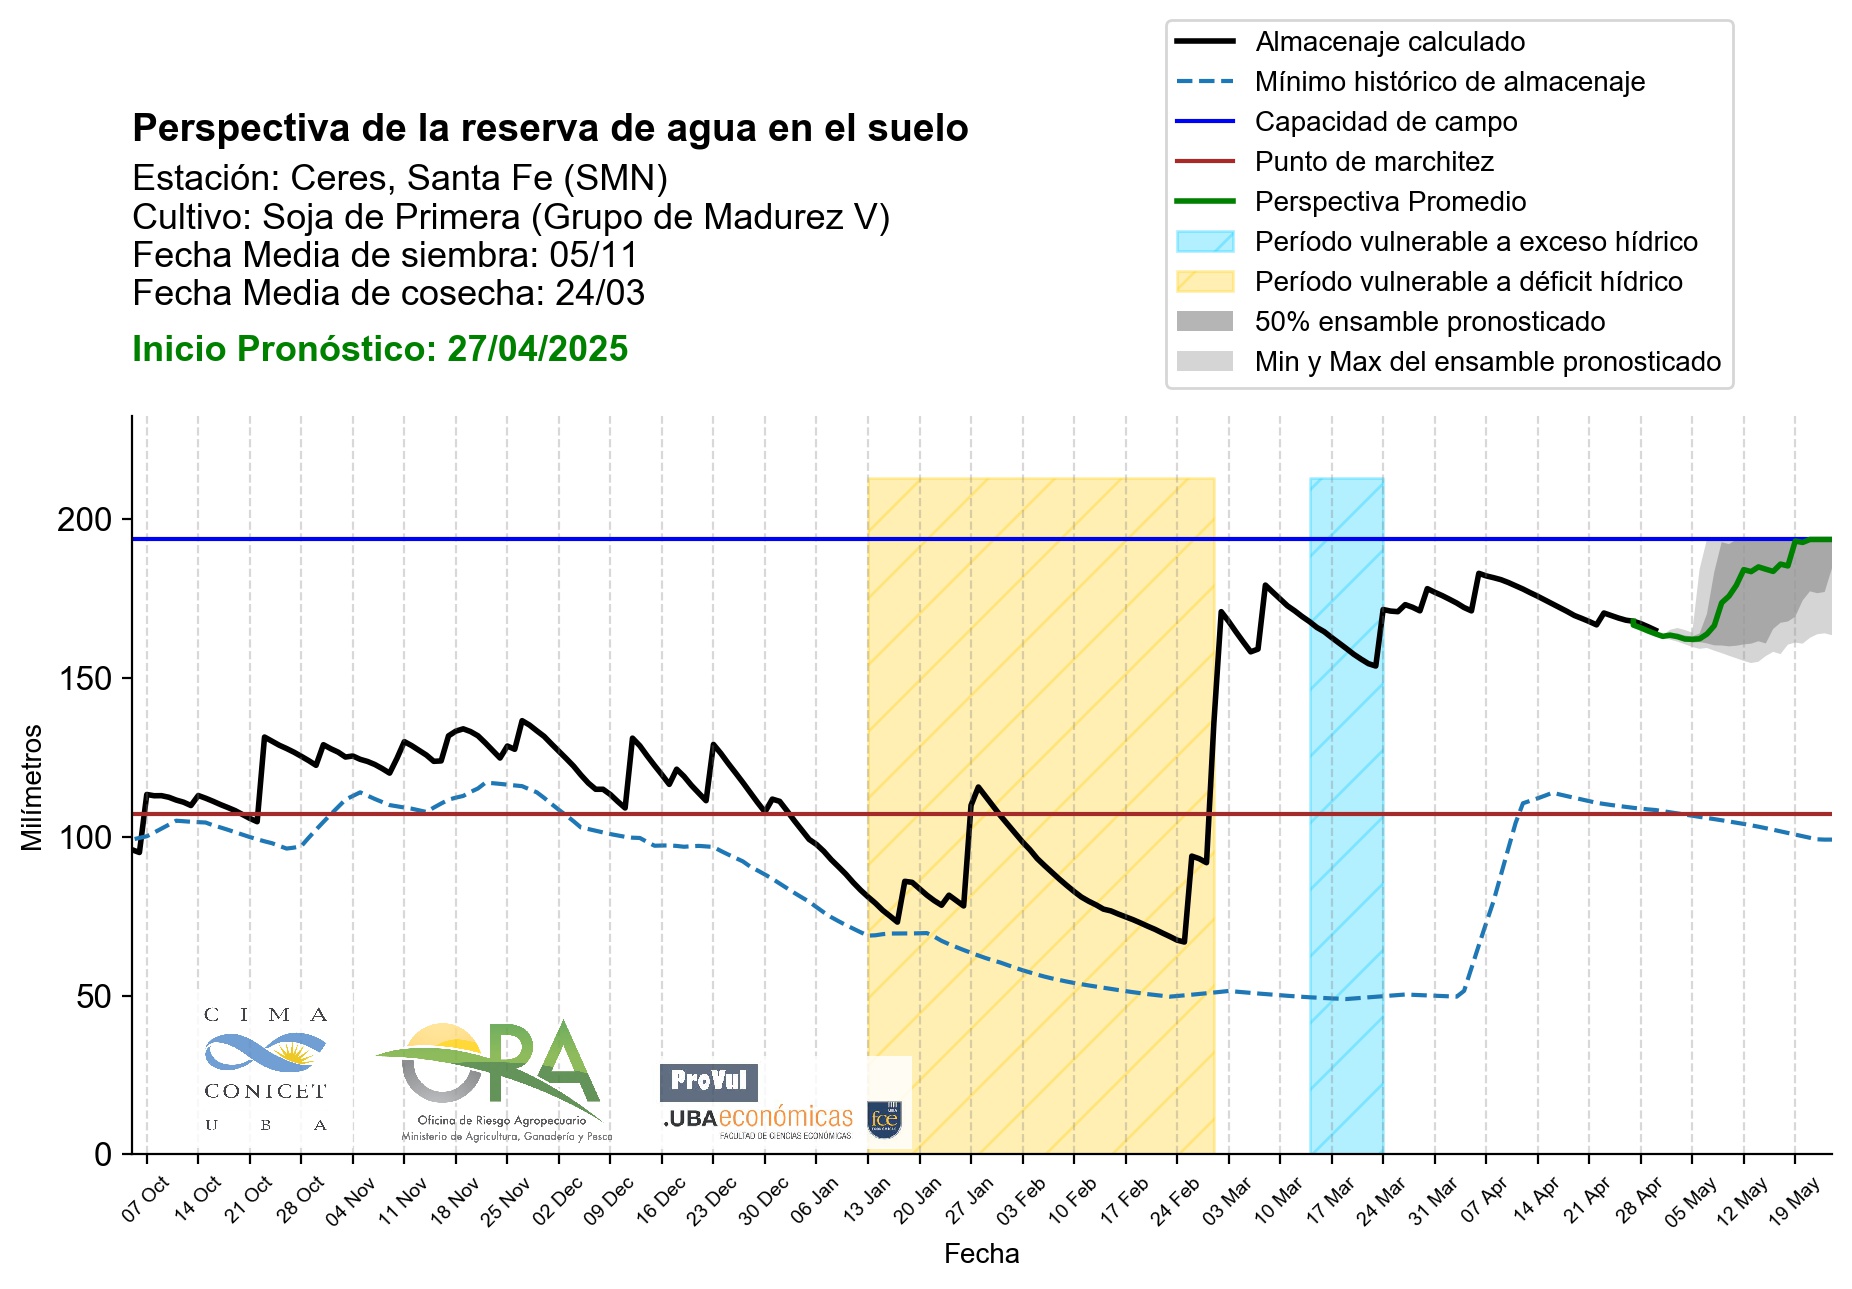 Almacenaje calculado
Mínimo histórico de almacenaje
Capacidad de campo
Punto de marchitez
Perspectiva Promedio
Período vulnerable a exceso hídrico
Período vulnerable a déficit hídrico
50% ensamble pronosticado
Min y Max del ensamble pronosticado
Perspectiva de la reserva de agua en el suelo
Estación: Ceres, Santa Fe (SMN)
Cultivo: Soja de Primera (Grupo de Madurez V)
Fecha Media de siembra: 05/11
Fecha Media de cosecha: 24/03
Inicio Pronóstico: 27/04/2025
200
150
100
50
0
Milímetros
CIMA
CONICET
UBA
ORA
Oficina de Riesgo Agropecuario
Ministerio de Agricultura, Ganadería y Pesca
ProVul
.UBAeconómicas
FACULTAD DE CIENCIAS ECONÓMICAS
UBA
fce
07 Oct
14 Oct
21 Oct
28 Oct
04 Nov
11 Nov
18 Nov
25 Nov
02 Dec
09 Dec
16 Dec
23 Dec
30 Dec
06 Jan
13 Jan
20 Jan
27 Jan
03 Feb
10 Feb
17 Feb
24 Feb
03 Mar
10 Mar
17 Mar
24 Mar
31 Mar
07 Apr
14 Apr
21 Apr
28 Apr
05 May
12 May
19 May
Fecha